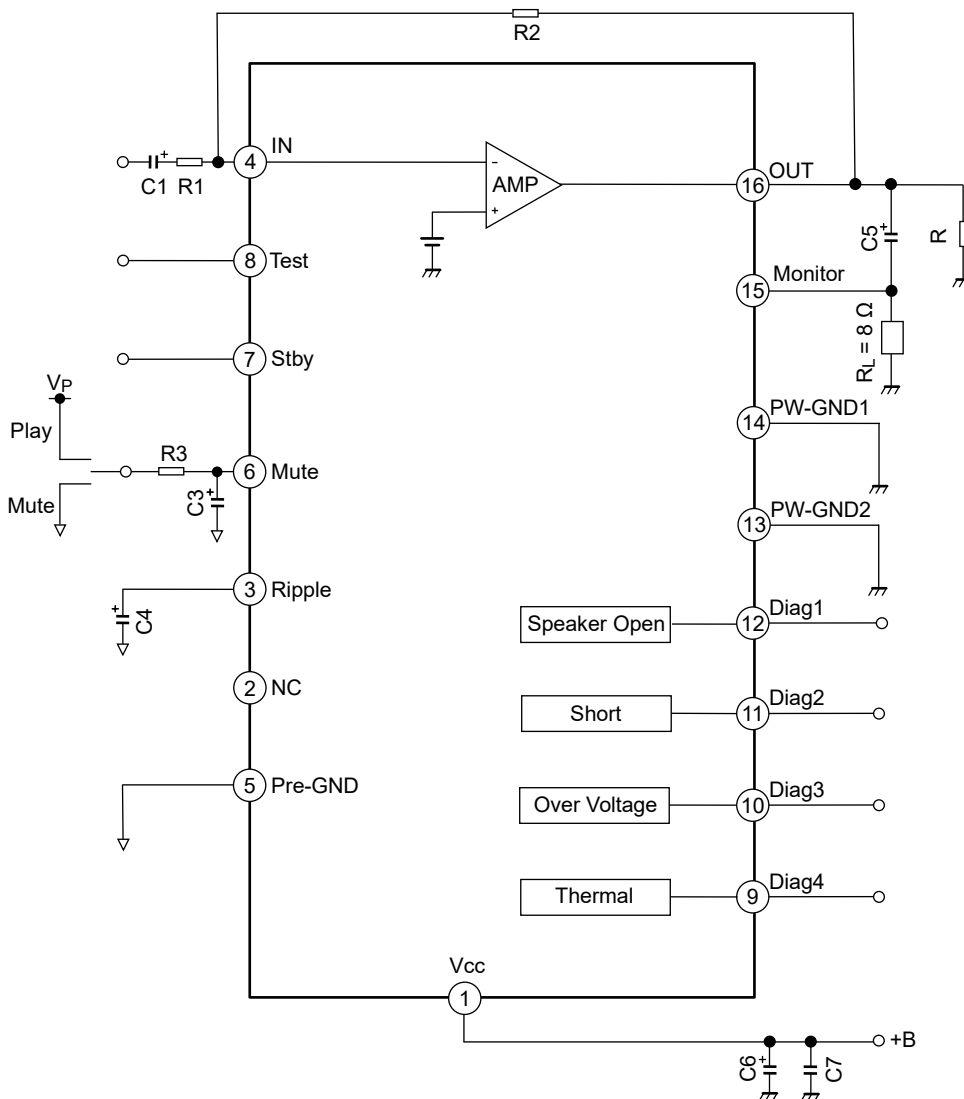 R2
IN
4
C1
+
R1
−
AMP
+
16
OUT
C5
+
R
8
Test
15
Monitor
RL = 8 Ω
7
Stby
VP
Play
Mute
R3
C3
+
6
Mute
14
PW-GND1
13
PW-GND2
3
Ripple
C4
+
Speaker Open
12
Diag1
2
NC
Short
11
Diag2
5
Pre-GND
Over Voltage
10
Diag3
Thermal
9
Diag4
Vcc
1
C6
+
C7
+B